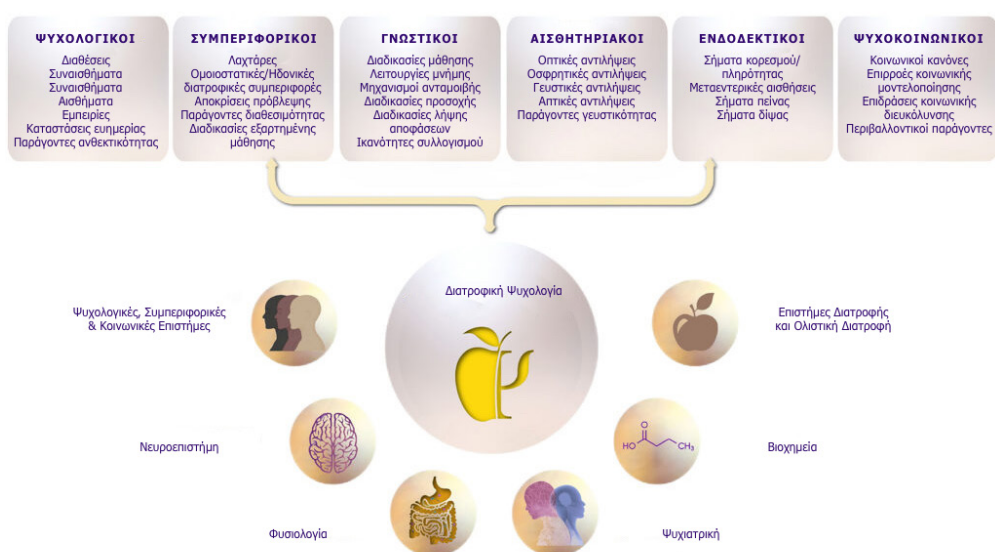 ΨΥΧΟΛΟΓΙΚΟΙ
Διαθέσεις
Συναισθήματα
Συναισθήματα
Αισθήματα
Εμπειρίες
Καταστάσεις ευημερίας
Παράγοντες ανθεκτικότητας
ΣΥΜΠΕΡΙΦΟΡΙΚΟΙ
Λαχτάρες
Ομοιοστατικές/Ηδονικές
διατροφικές συμπεριφορές
Αποκρίσεις πρόβλεψης
Παράγοντες διαθεσιμότητας
Διαδικασίες εξαρτημένης
μάθησης
ΓΝΩΣΤΙΚΟΙ
Διαδικασίες μάθησης
Λειτουργίες μνήμης
Μηχανισμοί ανταμοιβής
Διαδικασίες προσοχής
Διαδικασίες λήψης
αποφάσεων
Ικανότητες συλλογισμού
ΑΙΣΘΗΤΗΡΙΑΚΟΙ
Οπτικές αντιλήψεις
Οσφρητικές αντιλήψεις
Γευστικές αντιλήψεις
Απτικές αντιλήψεις
Παράγοντες γευστικότητας
ΕΝΔΟΔΕΚΤΙΚΟΙ
Σήματα κορεσμού/
πληρότητας
Μεταεντερικές αισθήσεις
Σήματα πείνας
Σήματα δίψας
ΨΥΧΟΚΟΙΝΩΝΙΚΟΙ
Κοινωνικοί κανόνες
Επιρροές κοινωνικής
μοντελοποίησης
Επιδράσεις κοινωνικής
διευκόλυνσης
Περιβαλλοντικοί παράγοντες
Διατροφική Ψυχολογία
Ψυχολογικές, Συμπεριφορικές
& Κοινωνικές Επιστήμες
Επιστήμες Διατροφής
και Ολιστική Διατροφή
Νευροεπιστήμη
O
HO
CH3
Βιοχημεία
Φυσιολογία
Ψυχιατρική